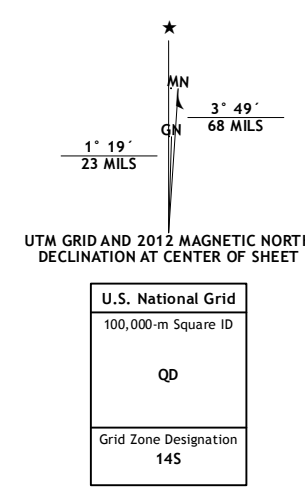 MN
3° 49´
68 MILS
GN
1° 19´
23 MILS
UTM GRID AND 2012 MAGNETIC NORTH
DECLINATION AT CENTER OF SHEET
U.S. National Grid
100,000-m Square ID
QD
Grid Zone Designation
14S